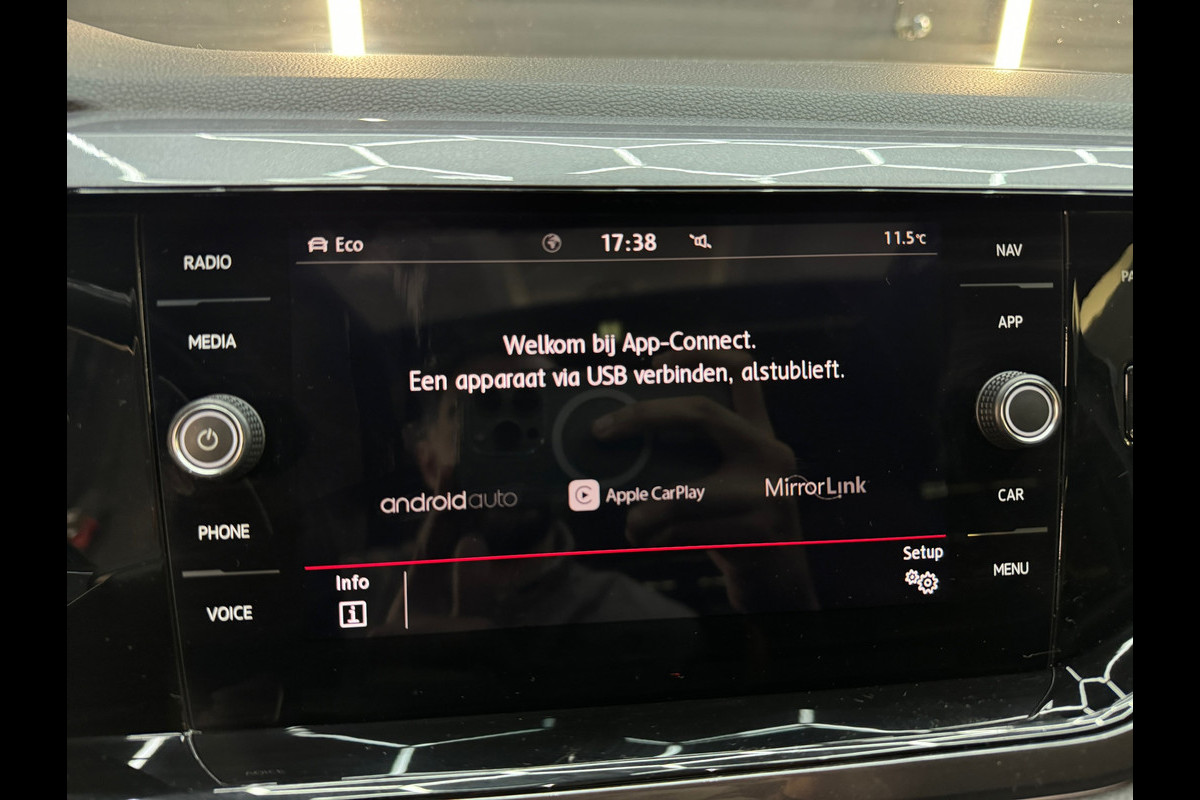 Eco 17:38 11.5°C
RADIO
MEDIA
PHONE
VOICE
Welkom bij App-Connect.
Een apparaat via USB verbinden, alstublieft.
androidauto Apple CarPlay MirrorLink
Info
Setup
NAV
APP
CAR
MENU